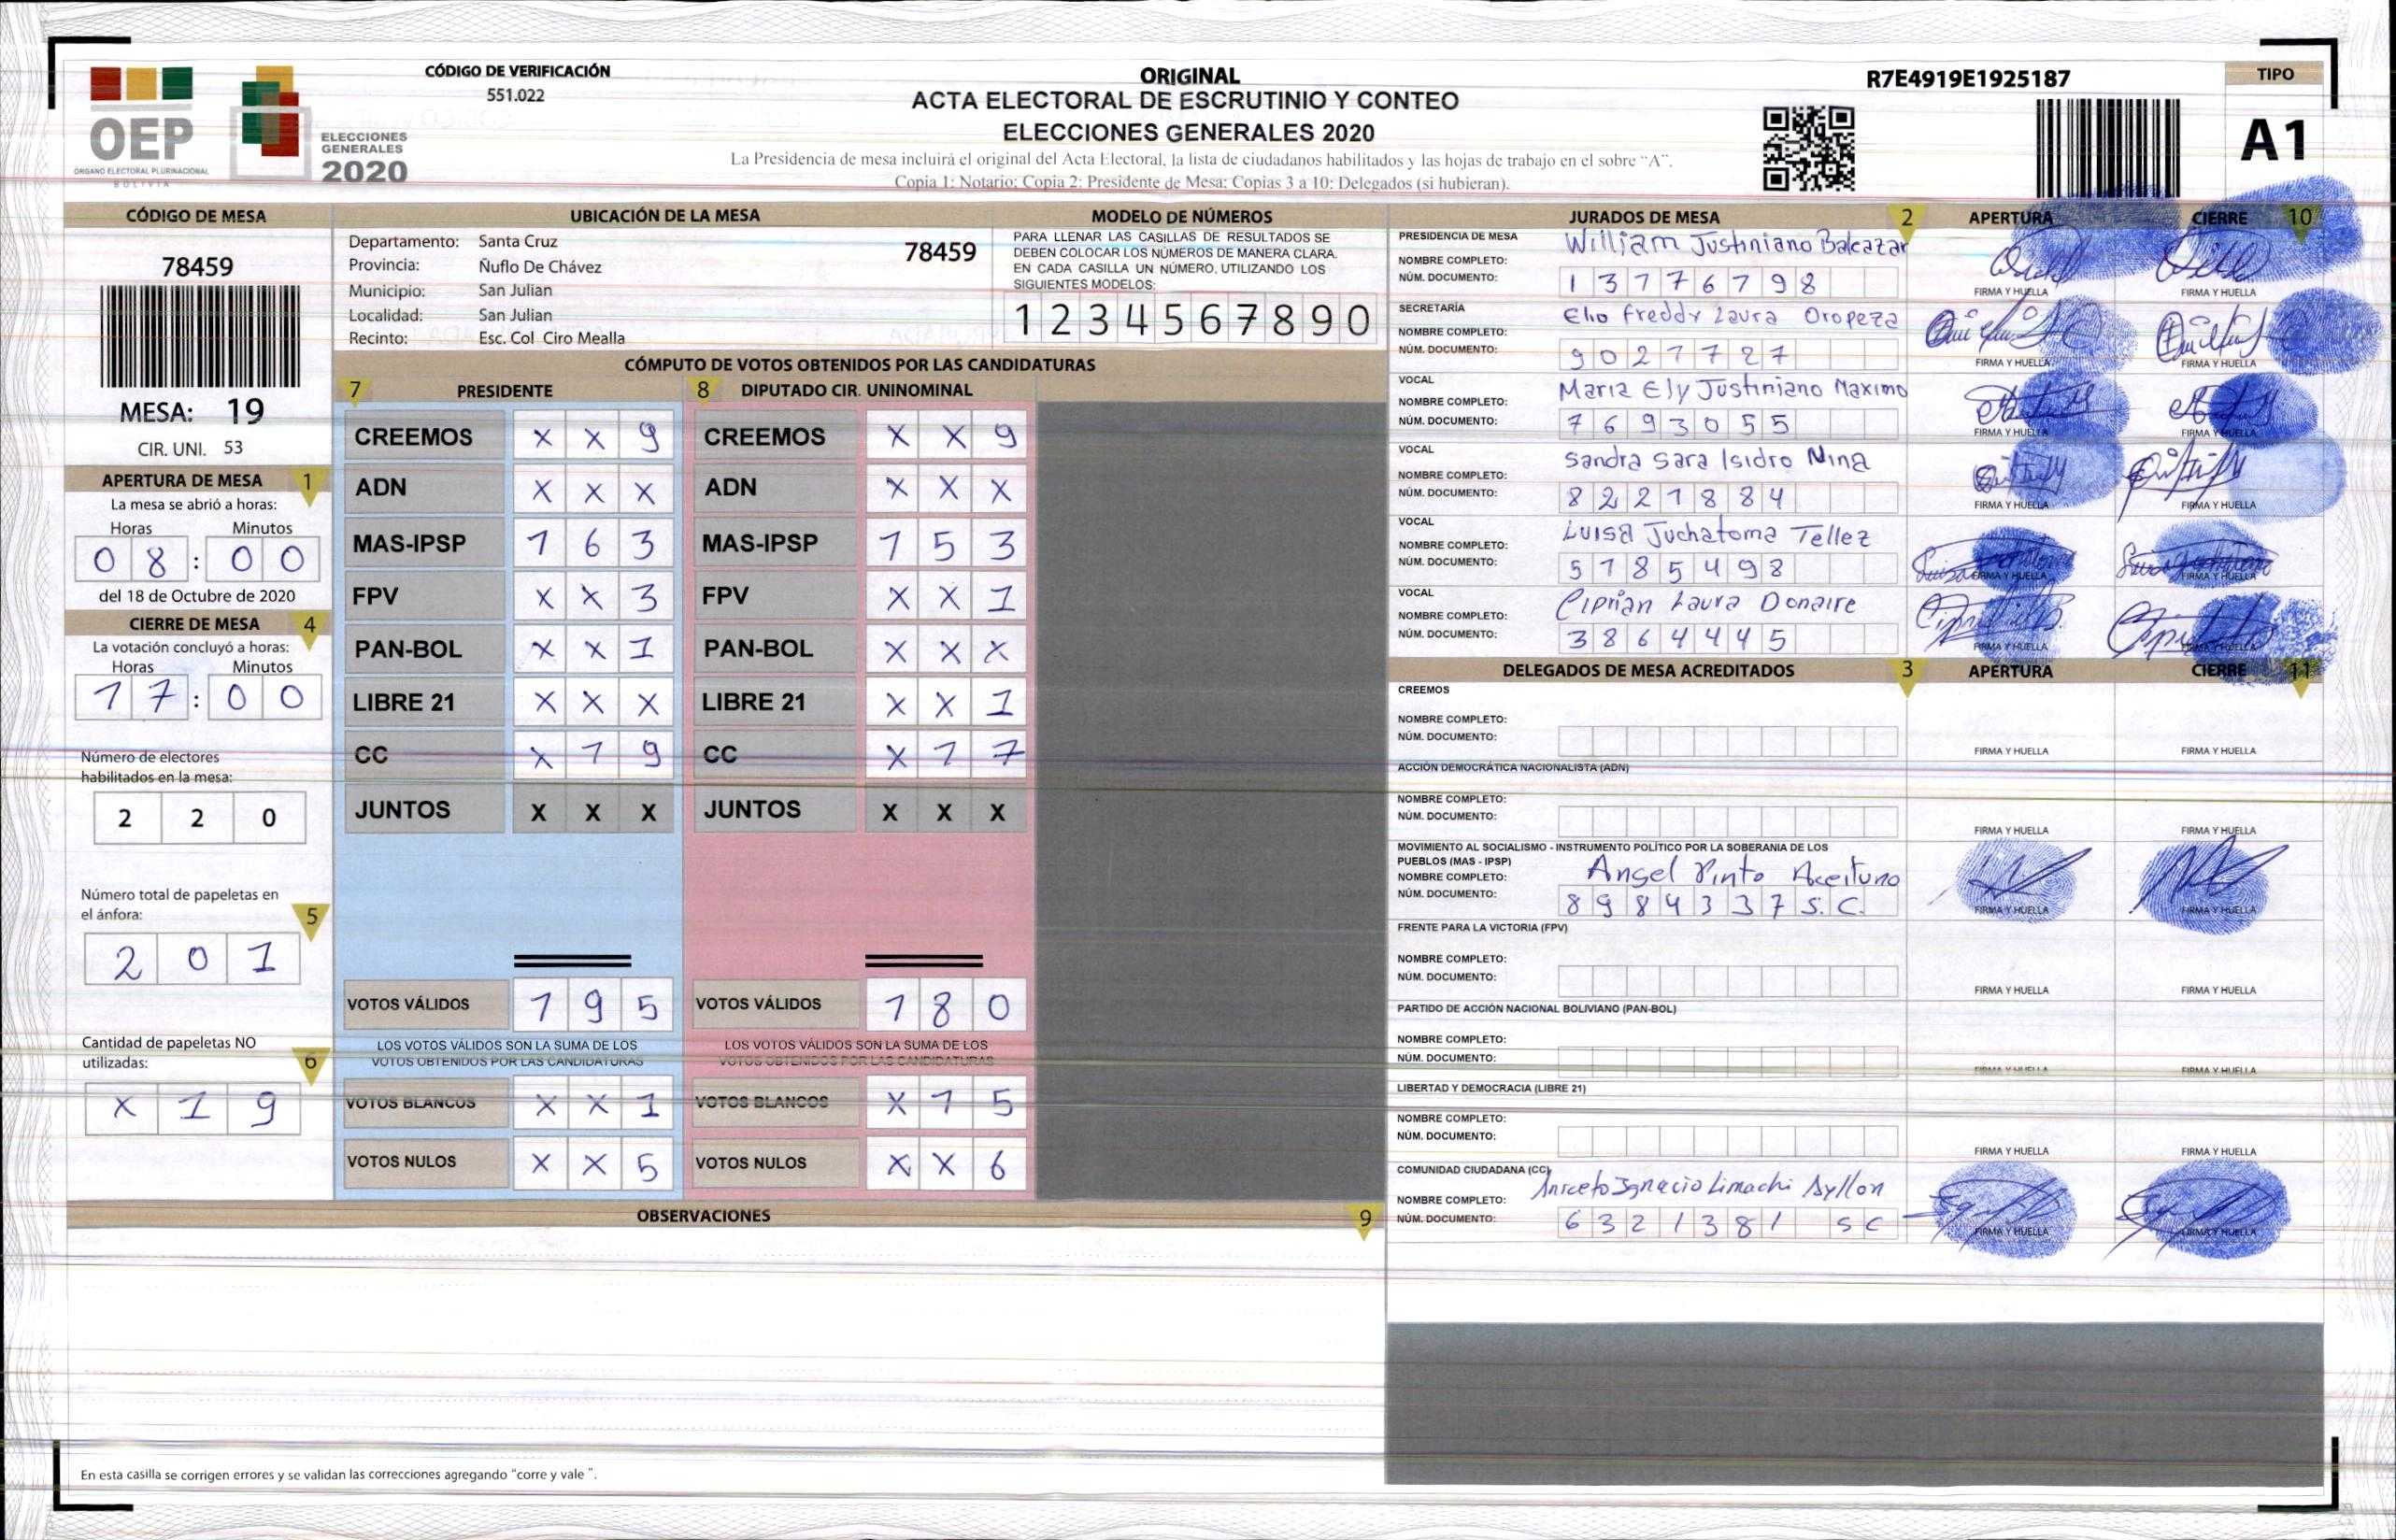 OEP
ÓRGANO ELECTORAL PLURINACIONAL
BOLIVIA
ELECCIONES
GENERALES
2020
CÓDIGO DE VERIFICACIÓN
551.022
ORIGINAL
ACTA ELECTORAL DE ESCRUTINIO Y CONTEO
ELECCIONES GENERALES 2020
La Presidencia de mesa incluirá el original del Acta Electoral, la lista de ciudadanos habilitados y las hojas de trabajo en el sobre "A".
Copia 1: Notario; Copia 2: Presidente de Mesa; Copias 3 a 10: Delegados (si hubieran).
R7E4919E1925187
TIPO
A1
CÓDIGO DE MESA
78459
MESA: 19
CIR. UNI. 53
APERTURA DE MESA 1
La mesa se abrió a horas:
Horas Minutos
0 8 : 0 0
del 18 de Octubre de 2020
CIERRE DE MESA 4
La votación concluyó a horas:
Horas Minutos
1 7 : 0 0
Número de electores
habilitados en la mesa:
2 2 0
Número total de papeletas en
el ánfora: 5
2 0 1
Cantidad de papeletas NO
utilizadas: 6
X 1 9
UBICACIÓN DE LA MESA
Departamento: Santa Cruz 78459
Provincia: Ñuflo De Chávez
Municipio: San Julian
Localidad: San Julian
Recinto: Esc. Col Ciro Mealla
MODELO DE NÚMEROS
PARA LLENAR LAS CASILLAS DE RESULTADOS SE
DEBEN COLOCAR LOS NÚMEROS DE MANERA CLARA.
EN CADA CASILLA UN NÚMERO, UTILIZANDO LOS
SIGUIENTES MODELOS:
1 2 3 4 5 6 7 8 9 0
CÓMPUTO DE VOTOS OBTENIDOS POR LAS CANDIDATURAS
7 PRESIDENTE 8 DIPUTADO CIR. UNINOMINAL
CREEMOS X X 9 CREEMOS X X 9
ADN X X X ADN X X X
MAS-IPSP 1 6 3 MAS-IPSP 1 5 3
FPV X X 3 FPV X X 1
PAN-BOL X X 1 PAN-BOL X X X
LIBRE 21 X X X LIBRE 21 X X 1
CC X 1 9 CC X 1 7
JUNTOS X X X JUNTOS X X X
VOTOS VÁLIDOS 1 9 5 VOTOS VÁLIDOS 1 8 0
LOS VOTOS VÁLIDOS SON LA SUMA DE LOS LOS VOTOS VÁLIDOS SON LA SUMA DE LOS
VOTOS OBTENIDOS POR LAS CANDIDATURAS VOTOS OBTENIDOS POR LAS CANDIDATURAS
VOTOS BLANCOS X X 1 VOTOS BLANCOS X 1 5
VOTOS NULOS X X 5 VOTOS NULOS X X 6
OBSERVACIONES 9
En esta casilla se corrigen errores y se validan las correcciones agregando "corre y vale ".
JURADOS DE MESA 2 APERTURA CIERRE 10
PRESIDENCIA DE MESA
NOMBRE COMPLETO: William Justiniano Balcazar
NÚM. DOCUMENTO: 1 3 7 7 6 7 9 8
FIRMA Y HUELLA FIRMA Y HUELLA
SECRETARÍA
NOMBRE COMPLETO: Elio Freddy Laura Oropeza
NÚM. DOCUMENTO: 9 0 2 7 7 2 7
FIRMA Y HUELLA FIRMA Y HUELLA
VOCAL
NOMBRE COMPLETO: Maria Ely Justiniano Maximo
NÚM. DOCUMENTO: 7 6 9 3 0 5 5
FIRMA Y HUELLA FIRMA Y HUELLA
VOCAL
NOMBRE COMPLETO: Sandra Sara Isidro Nina
NÚM. DOCUMENTO: 8 2 2 1 8 8 4
FIRMA Y HUELLA FIRMA Y HUELLA
VOCAL
NOMBRE COMPLETO: Luisa Juchatoma Tellez
NÚM. DOCUMENTO: 5 7 8 5 4 9 8
FIRMA Y HUELLA FIRMA Y HUELLA
VOCAL
NOMBRE COMPLETO: Ciprian Laura Donaire
NÚM. DOCUMENTO: 3 8 6 4 4 4 5
FIRMA Y HUELLA FIRMA Y HUELLA
DELEGADOS DE MESA ACREDITADOS 3 APERTURA CIERRE 11
CREEMOS
NOMBRE COMPLETO:
NÚM. DOCUMENTO:
FIRMA Y HUELLA FIRMA Y HUELLA
ACCIÓN DEMOCRÁTICA NACIONALISTA (ADN)
NOMBRE COMPLETO:
NÚM. DOCUMENTO:
FIRMA Y HUELLA FIRMA Y HUELLA
MOVIMIENTO AL SOCIALISMO - INSTRUMENTO POLÍTICO POR LA SOBERANIA DE LOS
PUEBLOS (MAS - IPSP)
NOMBRE COMPLETO: Angel Pinto Aceituno
NÚM. DOCUMENTO: 8 9 8 4 3 3 7 S. C.
FIRMA Y HUELLA FIRMA Y HUELLA
FRENTE PARA LA VICTORIA (FPV)
NOMBRE COMPLETO:
NÚM. DOCUMENTO:
FIRMA Y HUELLA FIRMA Y HUELLA
PARTIDO DE ACCIÓN NACIONAL BOLIVIANO (PAN-BOL)
NOMBRE COMPLETO:
NÚM. DOCUMENTO:
FIRMA Y HUELLA FIRMA Y HUELLA
LIBERTAD Y DEMOCRACIA (LIBRE 21)
NOMBRE COMPLETO:
NÚM. DOCUMENTO:
FIRMA Y HUELLA FIRMA Y HUELLA
COMUNIDAD CIUDADANA (CC)
NOMBRE COMPLETO: Aniceto Ignacio Limachi Ayllon
NÚM. DOCUMENTO: 6 3 2 1 3 8 1 S C
FIRMA Y HUELLA FIRMA Y HUELLA